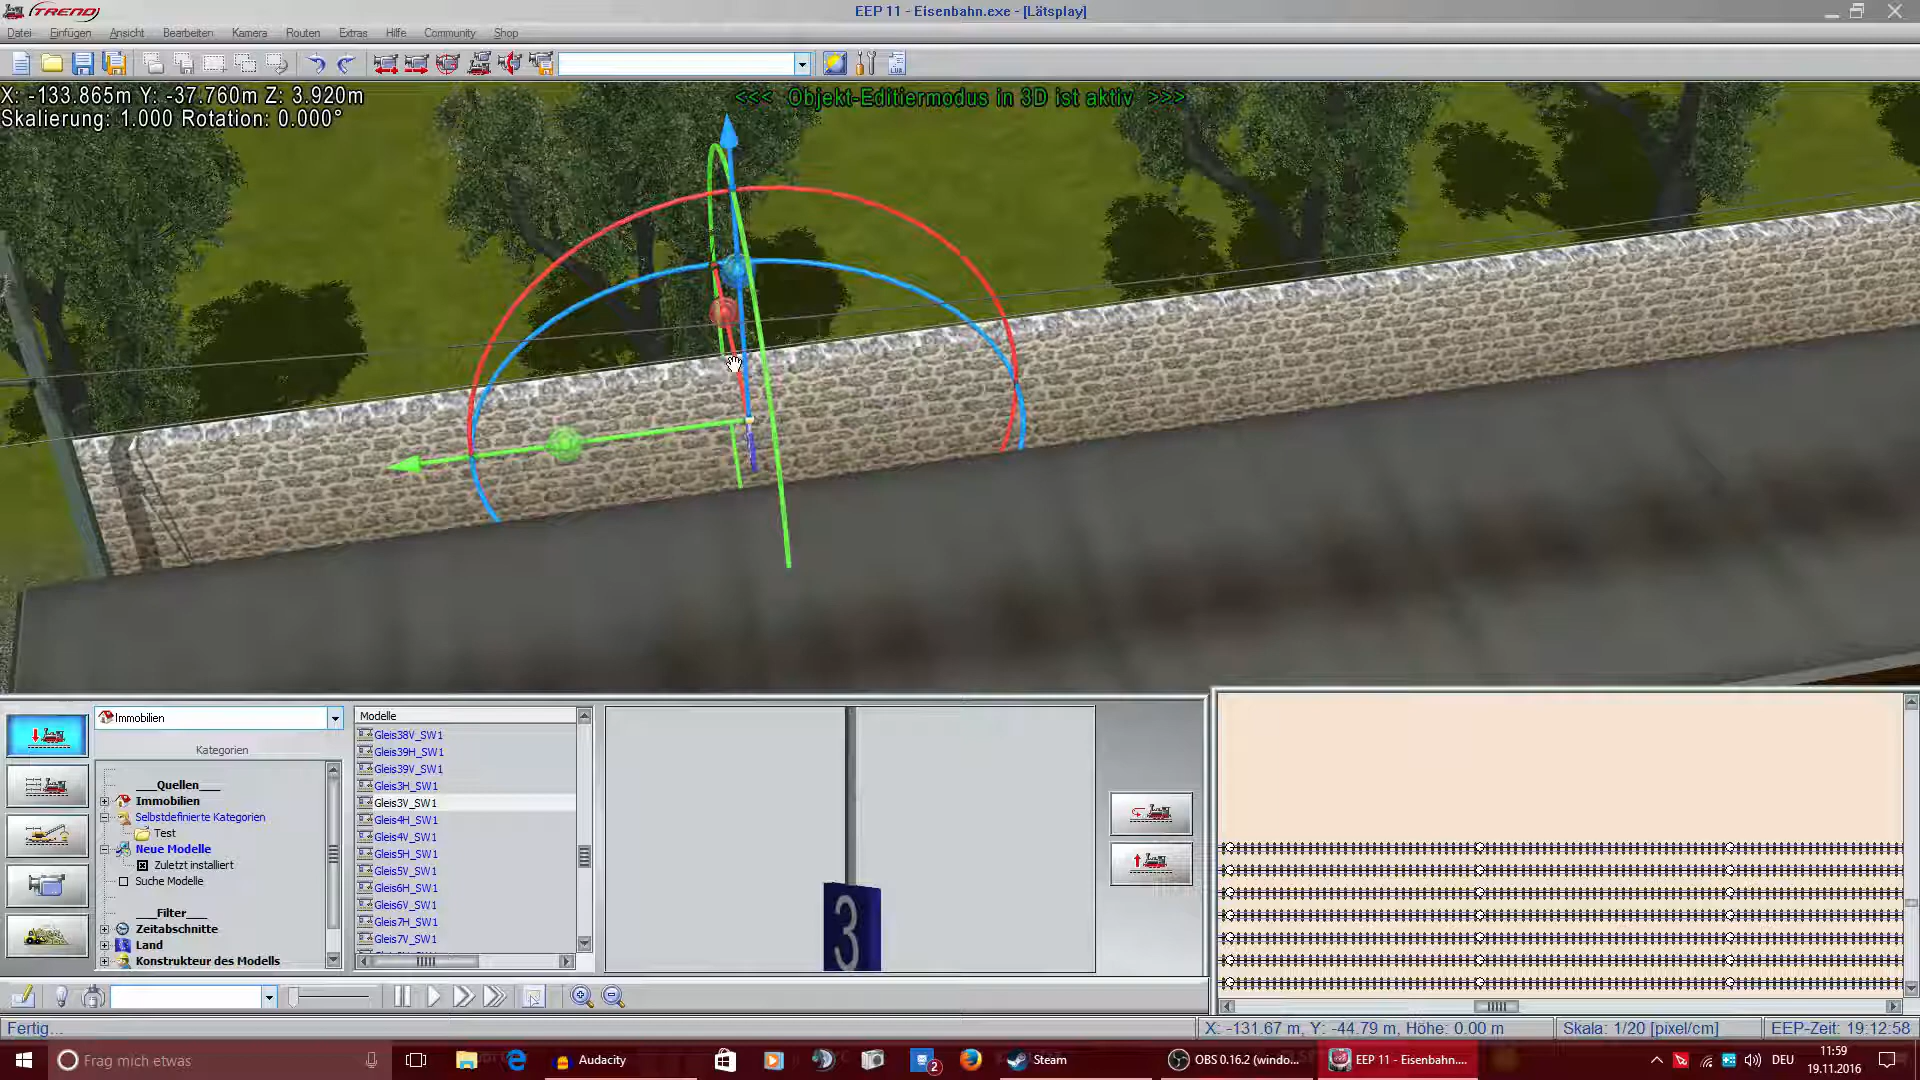 TREND
EEP 11 - Eisenbahn.exe - [Lätsplay]
Datei Einfügen Ansicht Bearbeiten Kamera Routen Extras Hilfe Community Shop
X: -133.865m Y: -37.760m Z: 3.920m
<<< Objekt-Editiermodus in 3D ist aktiv >>>
Skalierung: 1.000 Rotation: 0.000°
Immobilien
Kategorien
___Quellen___
Immobilien
Selbstdefinierte Kategorien
Test
Neue Modelle
Zuletzt installiert
Suche Modelle
___Filter___
Zeitabschnitte
Land
Konstrukteur des Modells
Modelle
Gleis38V_SW1
Gleis39H_SW1
Gleis39V_SW1
Gleis3H_SW1
Gleis3V_SW1
Gleis4H_SW1
Gleis4V_SW1
Gleis5H_SW1
Gleis5V_SW1
Gleis6H_SW1
Gleis6V_SW1
Gleis7H_SW1
Gleis7V_SW1
3
Fertig...
X: -131.67 m, Y: -44.79 m, Höhe: 0.00 m
Skala: 1/20 [pixel/cm]
EEP-Zeit: 19:12:58
Frag mich etwas
Audacity
2
Steam
OBS 0.16.2 (windo...
EEP 11 - Eisenbahn....
DEU
11:59
19.11.2016